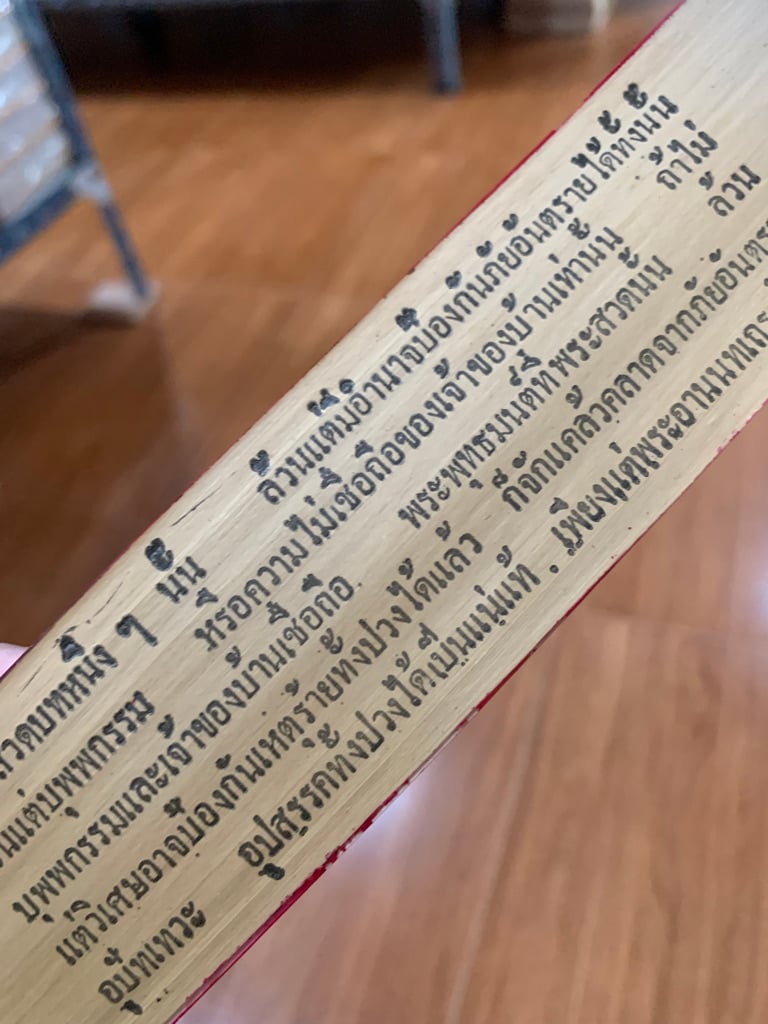 สวดบทหนึ่ง ๆ นั้น ล้วนแต่มีอำนาจป้องกันภัยอันตรายได้ทั้งนั้น
แต่บุพพกรรม หรือความไม่เชื่อถือของเจ้าของบ้านเท่านั้น ถ้าไม่
บุพพกรรมและเจ้าของบ้านเชื่อถือ พระพุทธมนต์ที่พระสวดนั้น ล้วน
แต่วิเศษอาจป้องกันเหตุร้ายทั้งปวงได้แล้ว ก็จักแคล้วคลาดจากภัยอันตร
อุปัทเทวะ อุปสรรคทั้งปวงได้เป็นแน่แท้ เพียงแต่พระอานนทเถร